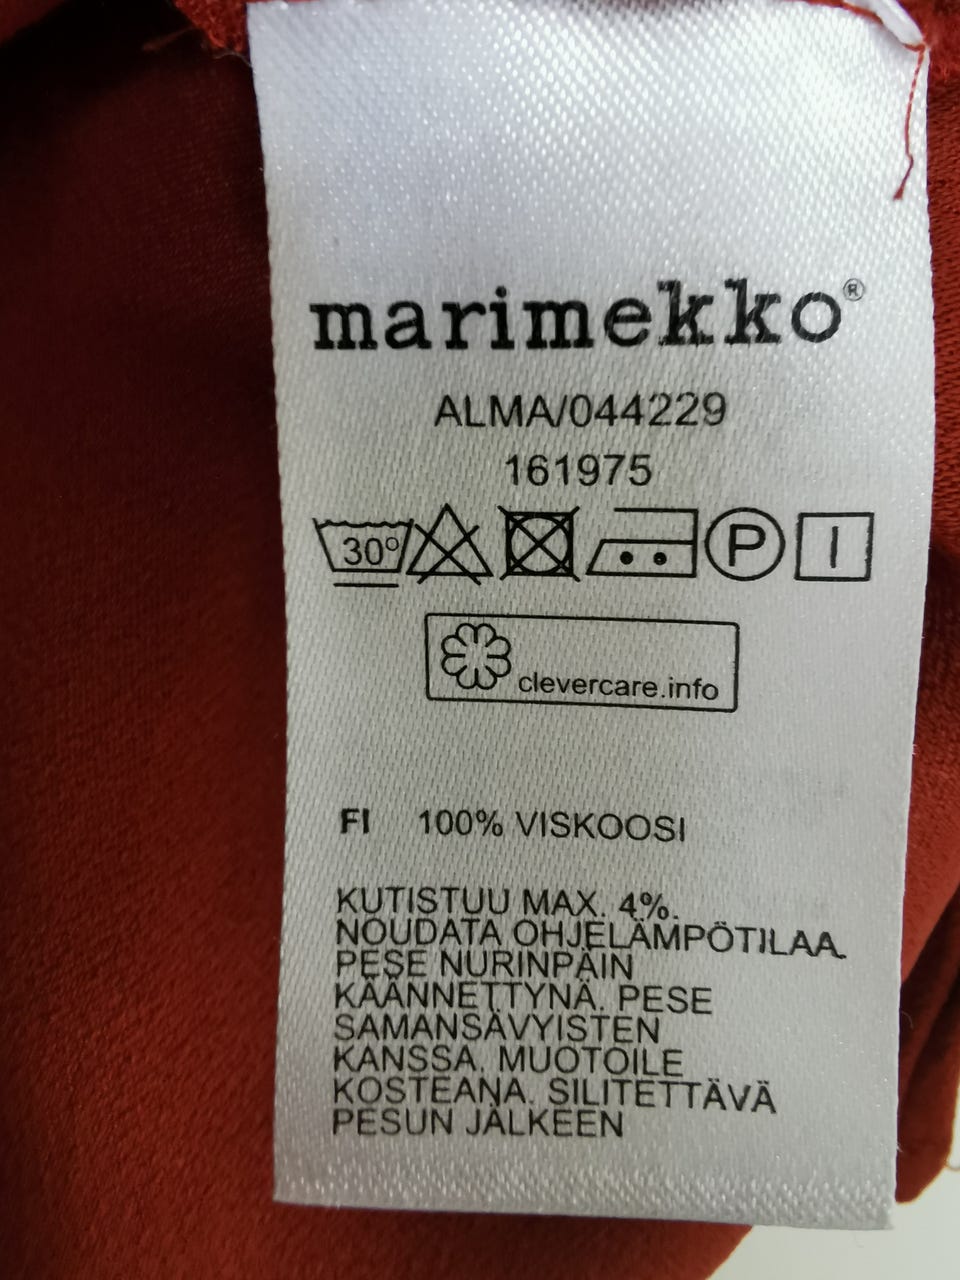 marimekko®
ALMA/044229
161975
30° P
clevercare.info
FI 100% VISKOOSI
KUTISTUU MAX. 4%.
NOUDATA OHJELÄMPÖTILAA.
PESE NURINPÄIN
KÄÄNNETTYNÄ. PESE
SAMANSÄVYISTEN
KANSSA. MUOTOILE
KOSTEANA. SILITETTÄVÄ
PESUN JÄLKEEN